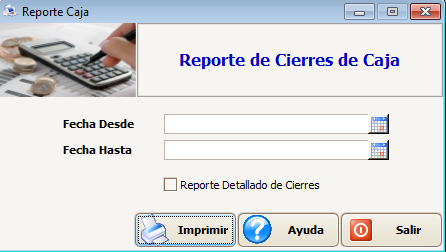 Reporte Caja
Reporte de Cierres de Caja
Fecha Desde
Fecha Hasta
Reporte Detallado de Cierres
Imprimir Ayuda Salir